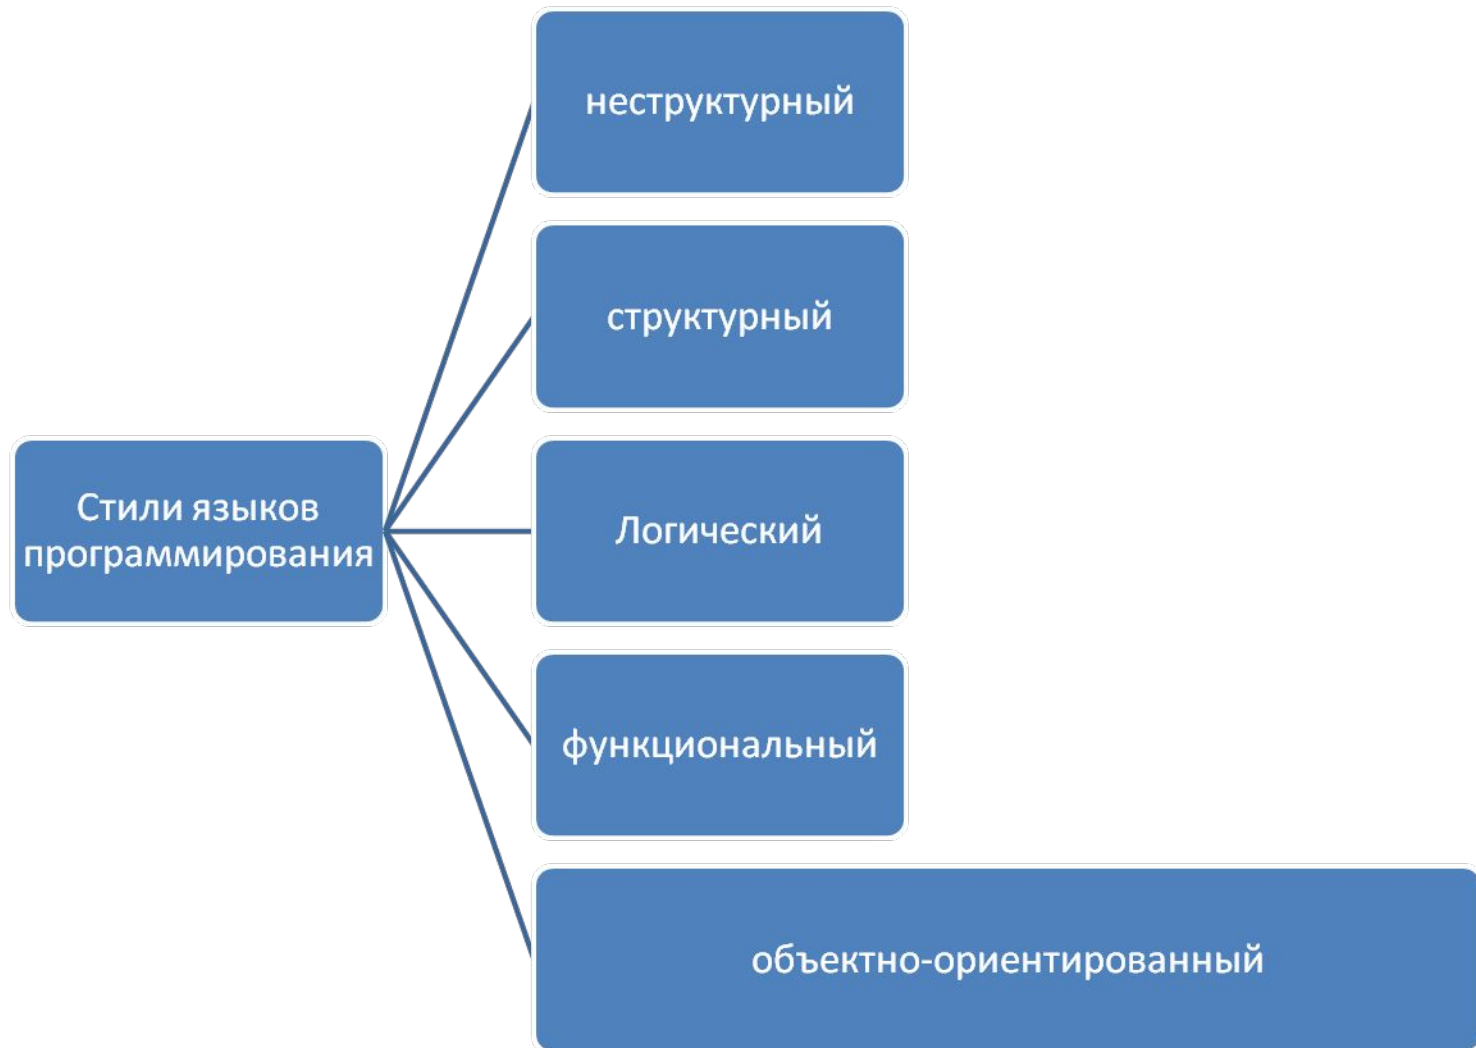 неструктурный
структурный
Стили языков
программирования
Логический
функциональный
объектно-ориентированный